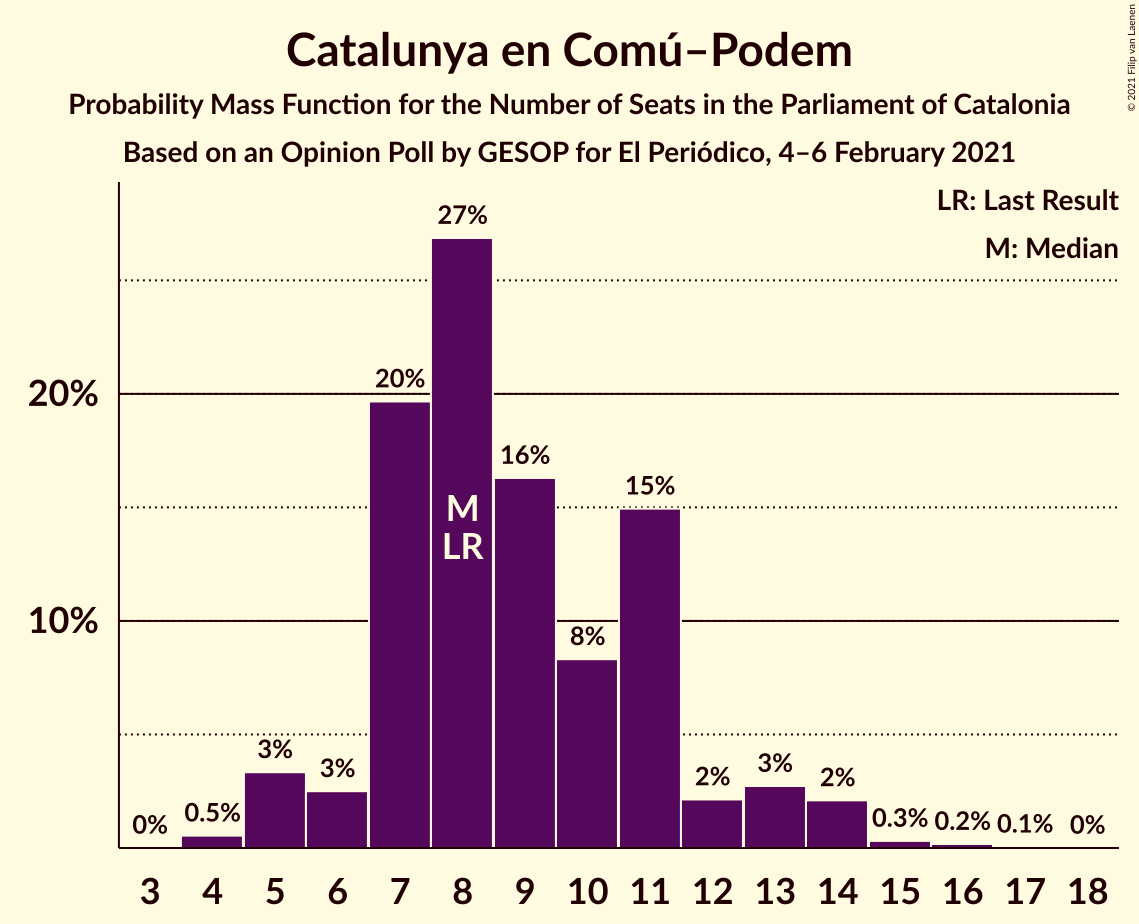 Catalunya en Comú–Podem
Probability Mass Function for the Number of Seats in the Parliament of Catalonia
Based on an Opinion Poll by GESOP for El Periódico, 4–6 February 2021
© 2021 Filip van Laenen
LR: Last Result
M: Median
20%
10%
0%
0.5%
3%
3%
20%
27%
16%
8%
15%
2%
3%
2%
0.3%
0.2%
0.1%
0%
M
LR
3 4 5 6 7 8 9 10 11 12 13 14 15 16 17 18